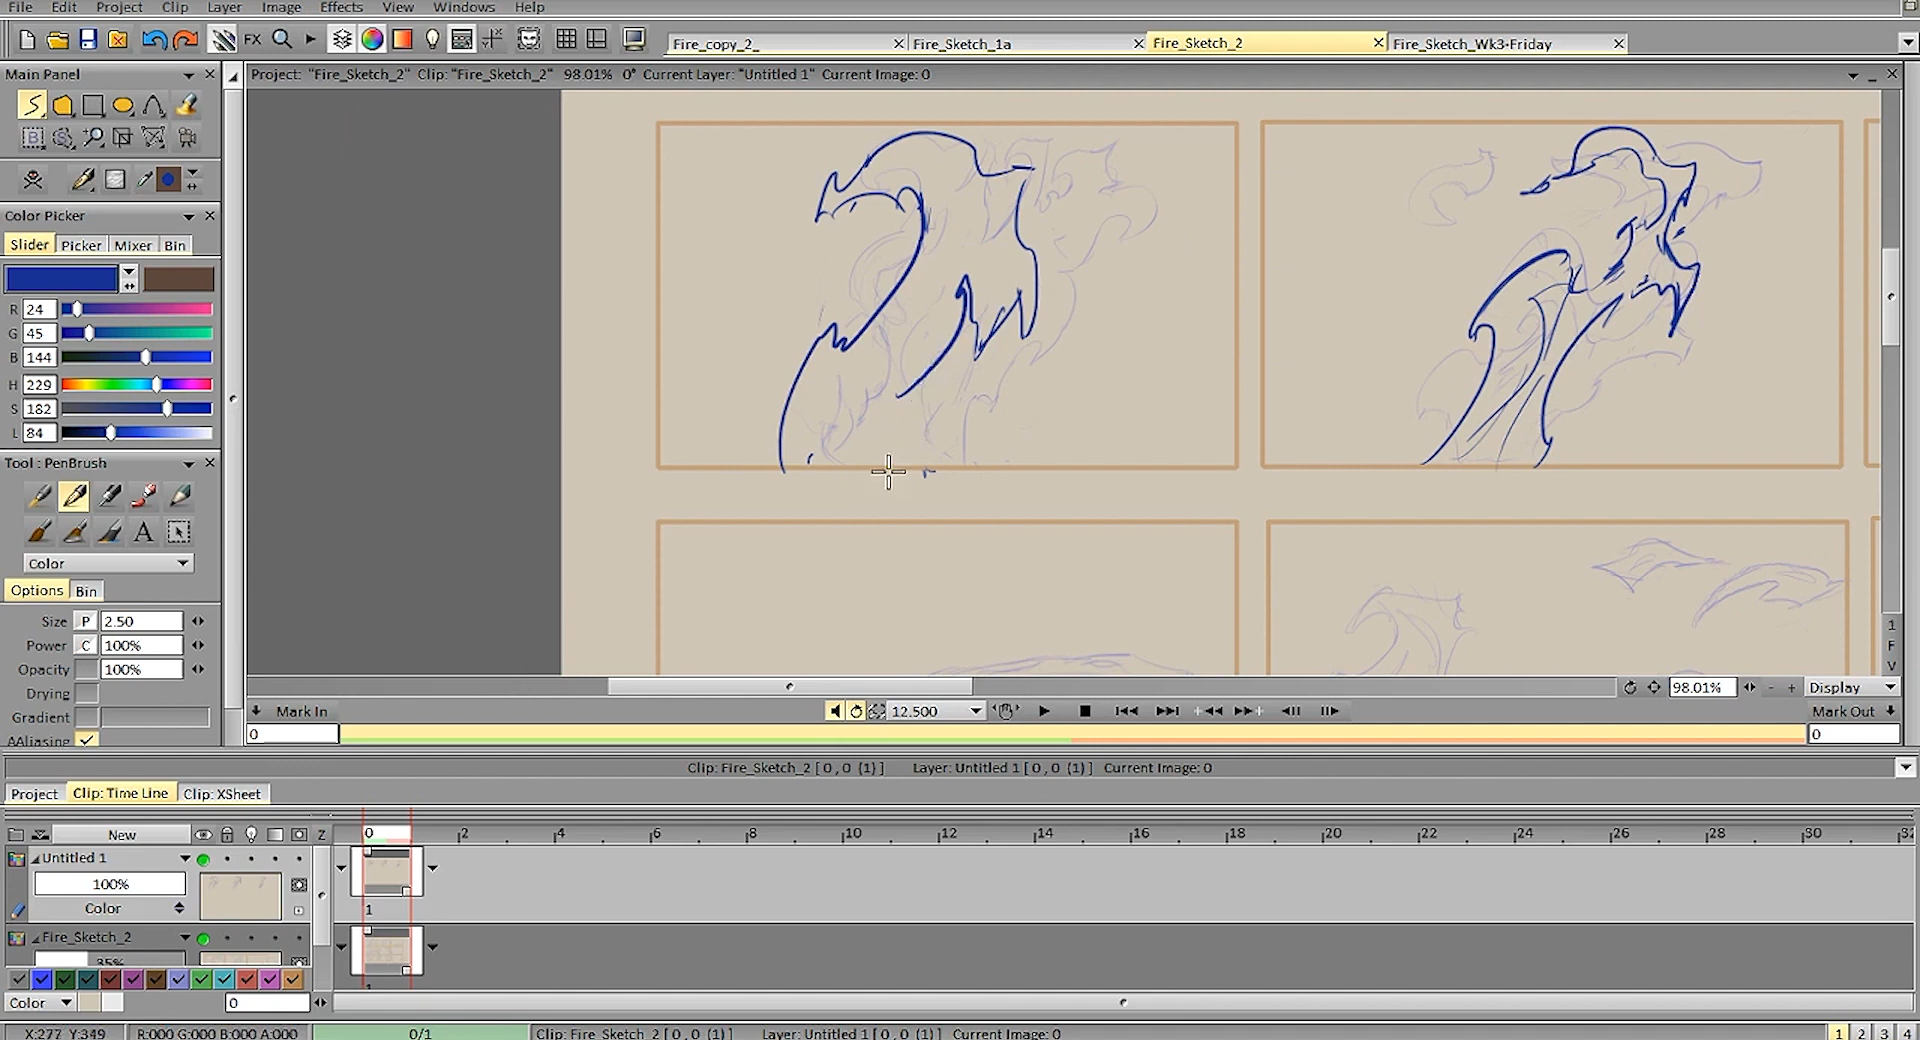 File Edit Project Clip Layer Image Effects View Windows Help
FX Fire_copy_2_ Fire_Sketch_1a Fire_Sketch_2 Fire_Sketch_Wk3-Friday
Main Panel
Project: "Fire_Sketch_2" Clip: "Fire_Sketch_2" 98.01% 0° Current Layer: "Untitled 1" Current Image: 0
B S
Color Picker
Slider Picker Mixer Bin
R 24
G 45
B 144
H 229
S 182
L 84
Tool : PenBrush
A
Color
Options Bin
Size P 2.50
Power C 100%
Opacity 100%
Drying
Gradient
AAliasing
1
F
V
98.01% - + Display
Mark In 12.500 Mark Out
0 0
Clip: Fire_Sketch_2 [ 0 , 0 (1) ] Layer: Untitled 1 [ 0 , 0 (1) ] Current Image: 0
Project Clip: Time Line Clip: XSheet
New Z 0 2 4 6 8 10 12 14 16 18 20 22 24 26 28 30 32
Untitled 1
100%
Color 1
Fire_Sketch_2
35%
1
Color 0
X:277 Y:349 R:000 G:000 B:000 A:000 0/1 Clip: Fire_Sketch_2 [ 0 , 0 (1) ] Layer: Untitled 1 [ 0 , 0 (1) ] Current Image: 0 1 2 3 4